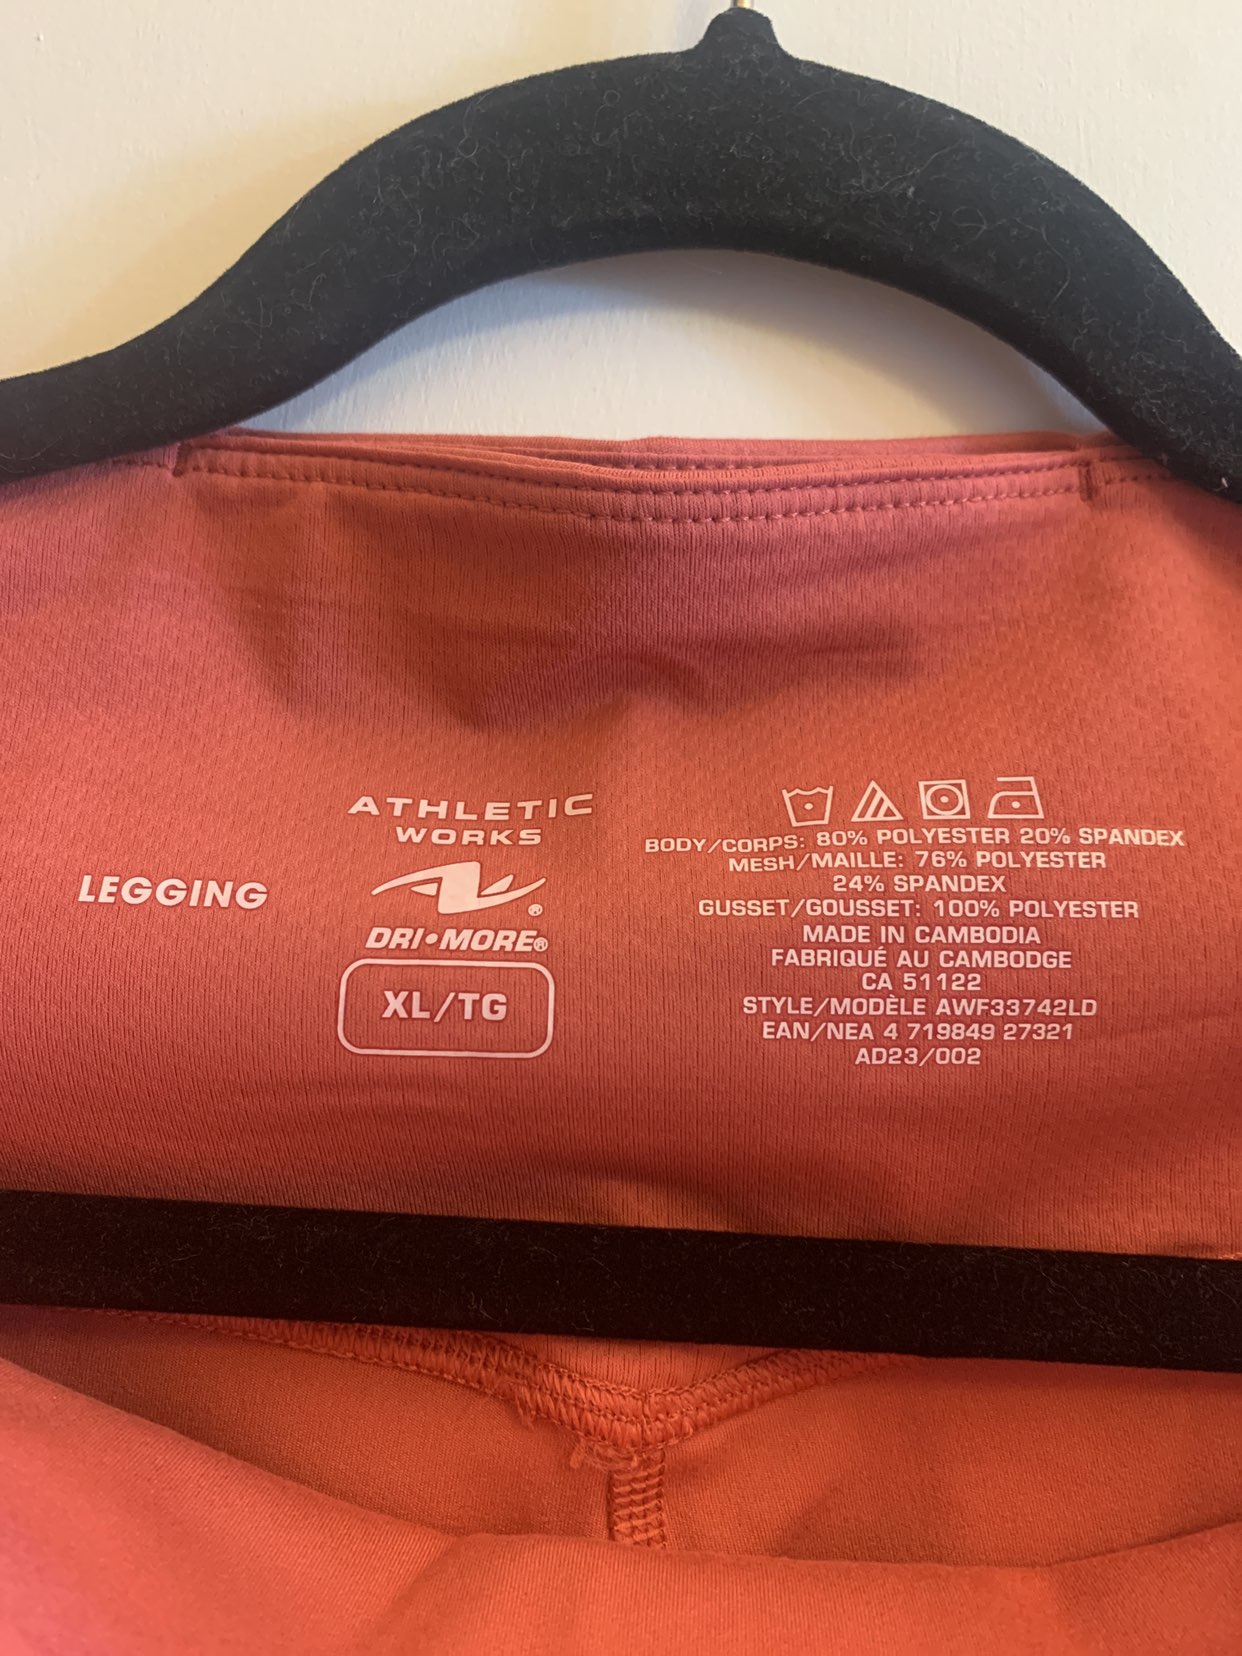 LEGGING
ATHLETIC
WORKS
®
DRI•MORE®
XL/TG
BODY/CORPS: 80% POLYESTER 20% SPANDEX
MESH/MAILLE: 76% POLYESTER
24% SPANDEX
GUSSET/GOUSSET: 100% POLYESTER
MADE IN CAMBODIA
FABRIQUÉ AU CAMBODGE
CA 51122
STYLE/MODÈLE AWF33742LD
EAN/NEA 4 719849 27321
AD23/002